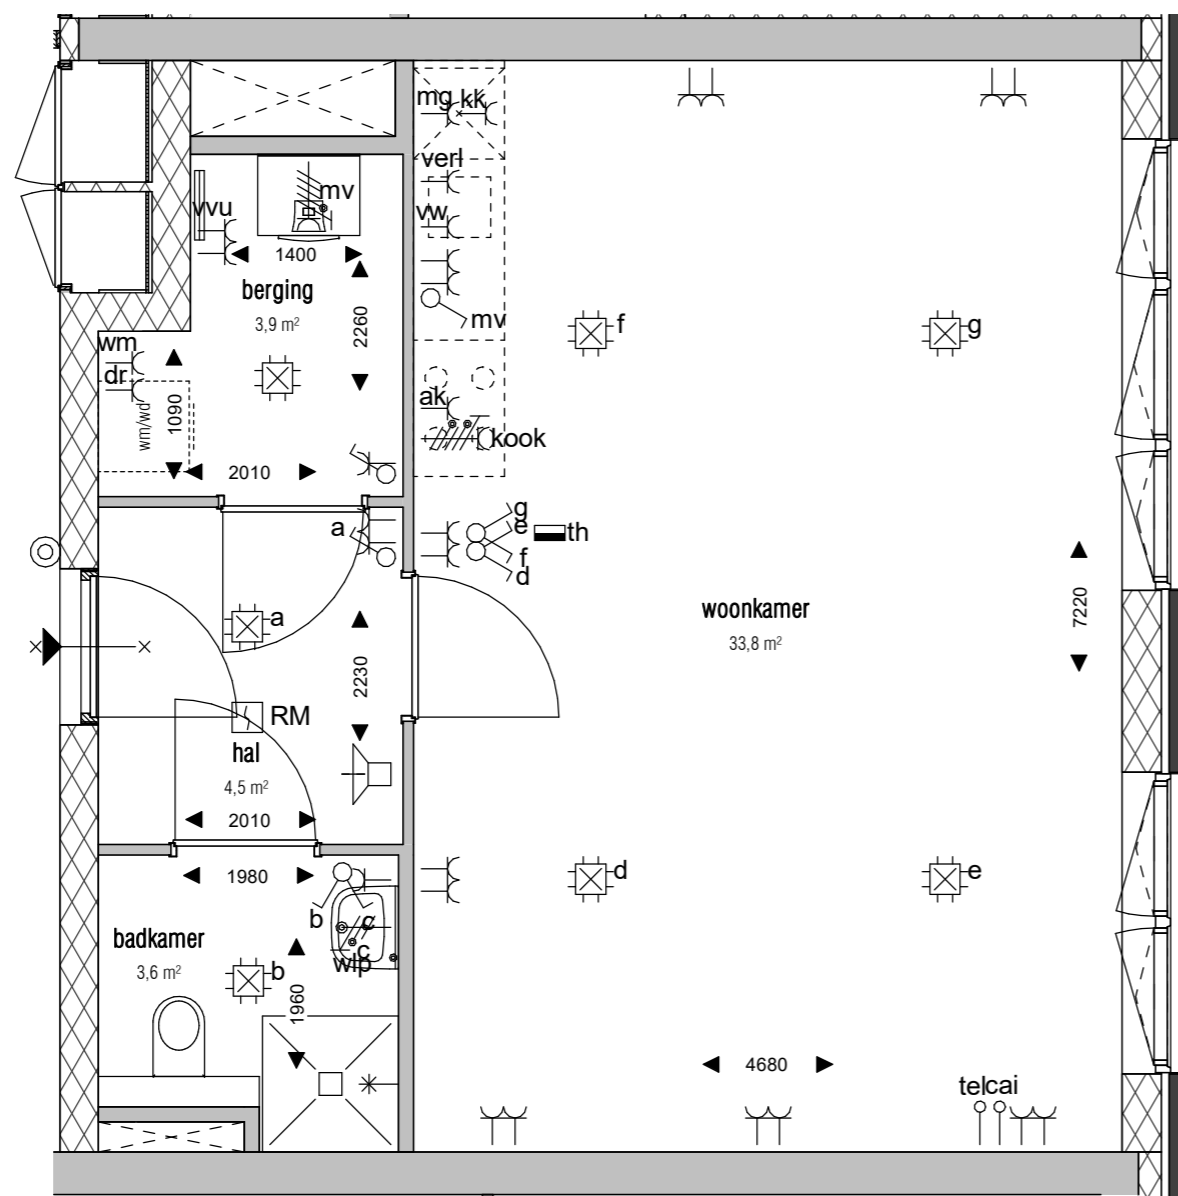 mg kk
verl
mv
vvu
vw
1400
berging
3,9 m²
2260
mv
f
g
wm
dr
wm/wd
1090
ak
kook
2010
a
g
e
th
f
d
woonkamer
33,8 m²
7220
a
2230
RM
hal
4,5 m²
2010
1980
d
e
b
c
badkamer
3,6 m²
c
wlp
b
1960
4680
telcai